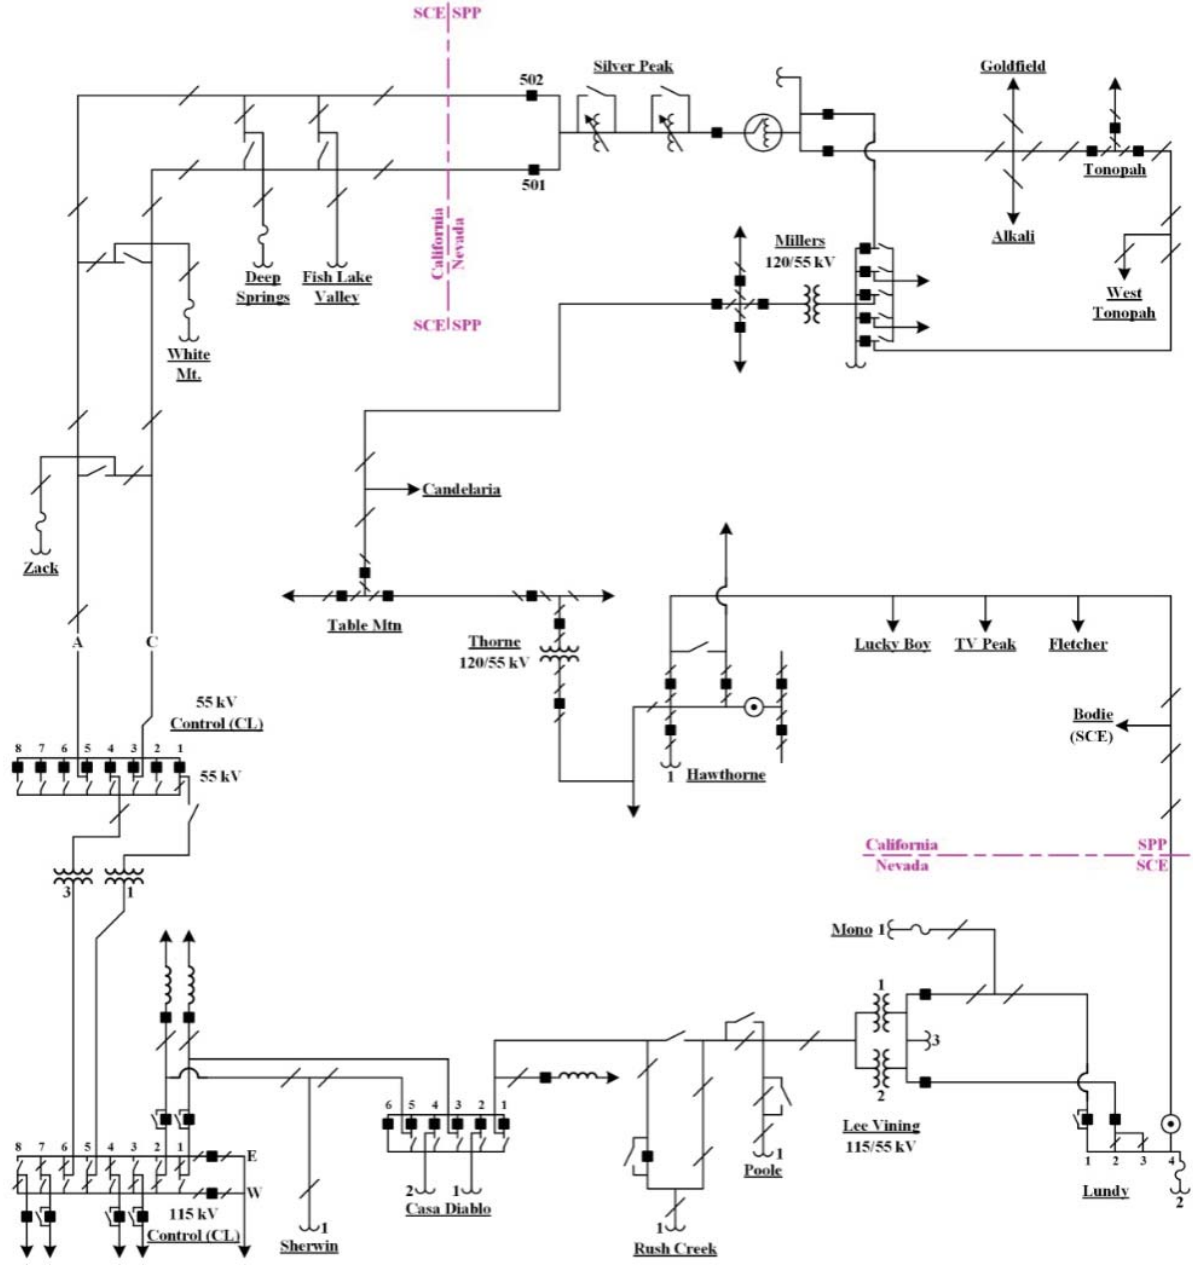 SCE SPP
502
Silver Peak
Goldfield
501
Tonopah
Alkali
California
Nevada
Millers
120/55 kV
Deep
Springs
Fish Lake
Valley
West
Tonopah
SCE SPP
White
Mt.
Candelaria
Zack
Table Mtn
A
C
Thorne
120/55 kV
Lucky Boy
TV Peak
Fletcher
55 kV
Control (CL)
Bodie
(SCE)
8 7 6 5 4 3 2 1
55 kV
1
Hawthorne
California
SPP
Nevada
SCE
3
1
Mono 1
1
3
2
6 5 4 3 2 1
Lee Vining
115/55 kV
8 7 6 5 4 3 2 1
E
1
Poole
1 2 3 4
W
2
1
Casa Diablo
Lundy
2
115 kV
Control (CL)
1
Sherwin
1
Rush Creek